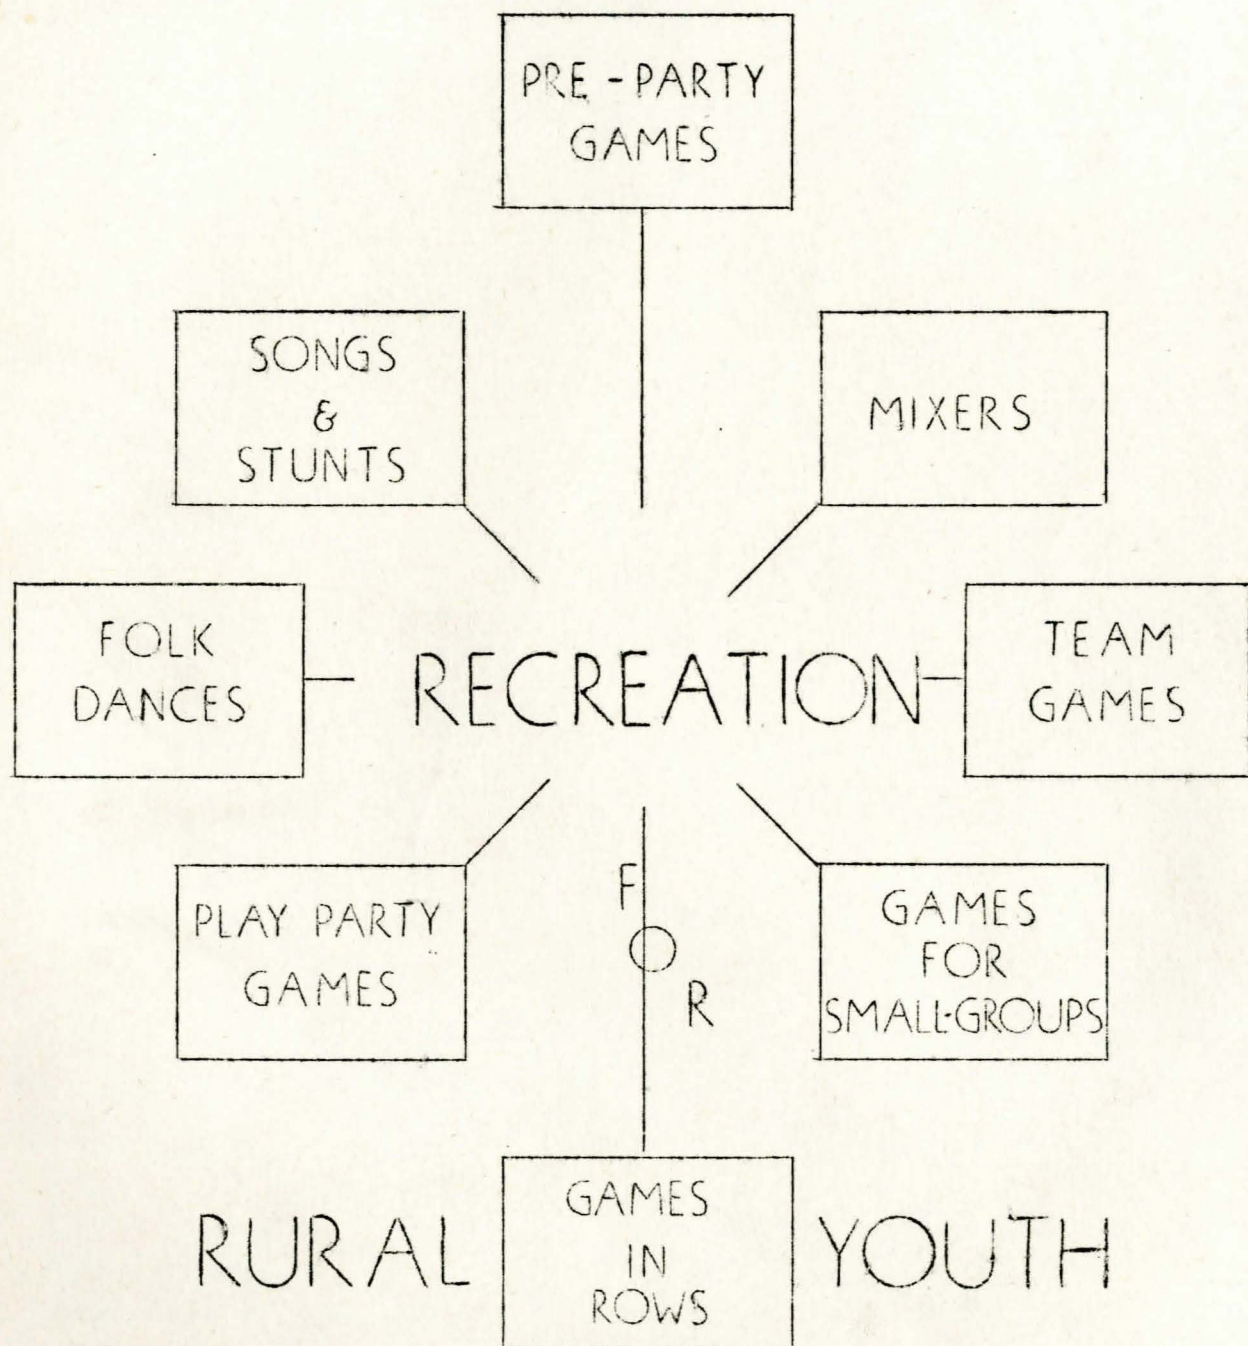 PRE-PARTY
GAMES
SONGS
&
STUNTS
MIXERS
FOLK
DANCES
RECREATION
TEAM
GAMES
PLAY PARTY
GAMES
FOR
GAMES
FOR
SMALL-GROUPS
RURAL
GAMES
IN
ROWS
YOUTH